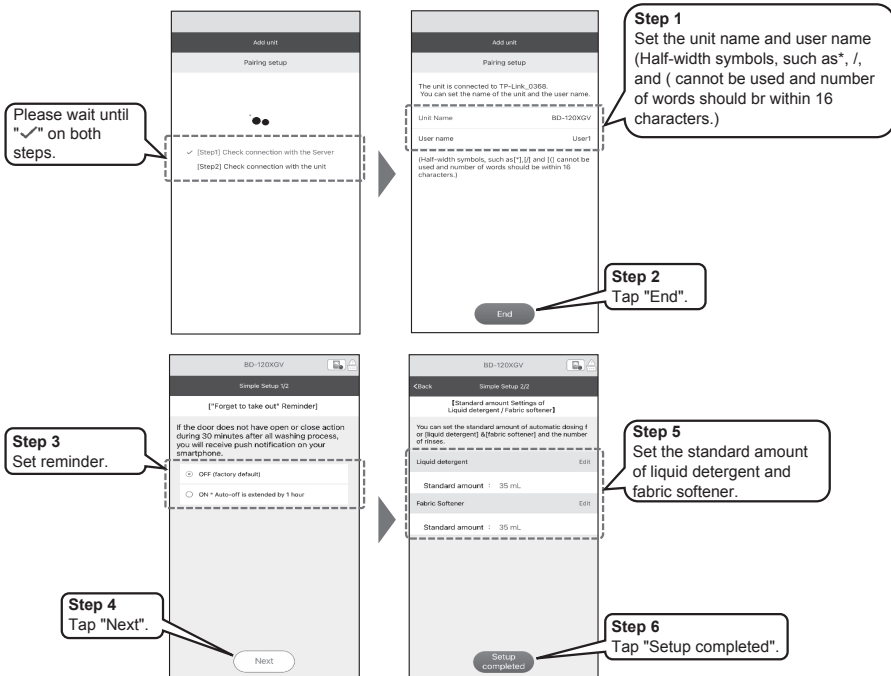 Add unit
Pairing setup
Please wait until
"✓" on both
steps.
✓ [Step1] Check connection with the Server
[Step2] Check connection with the unit
Add unit
Pairing setup
The unit is connected to TP-Link_0368.
You can set the name of the unit and the user name.
Unit Name BD-120XGV
User name User1
(Half-width symbols, such as[*],[/] and [(] cannot be
used and number of words should be within 16
characters.)
End
Step 1
Set the unit name and user name
(Half-width symbols, such as*, /,
and ( cannot be used and number
of words should br within 16
characters.)
Step 2
Tap "End".
BD-120XGV
Simple Setup 1/2
["Forget to take out" Reminder]
If the door does not have open or close action
during 30 minutes after all washing process,
you will receive push notification on your
smartphone.
OFF (factory default)
ON * Auto-off is extended by 1 hour
Next
Step 3
Set reminder.
Step 4
Tap "Next".
BD-120XGV
<Back Simple Setup 2/2
【Standard amount Settings of
Liquid detergent / Fabric softener】
You can set the standard amount of automatic dosing f
or [liquid detergent] &[fabric softener] and the number
of rinses.
Liquid detergent Edit
Standard amount : 35 mL
Fabric Softener Edit
Standard amount : 35 mL
Setup
completed
Step 5
Set the standard amount
of liquid detergent and
fabric softener.
Step 6
Tap "Setup completed".